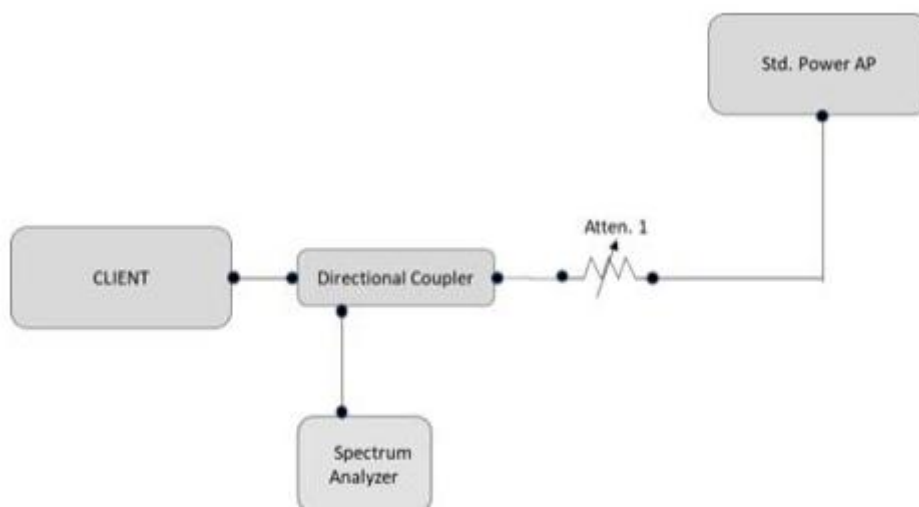 Std. Power AP
Atten. 1
CLIENT
Directional Coupler
Spectrum
Analyzer